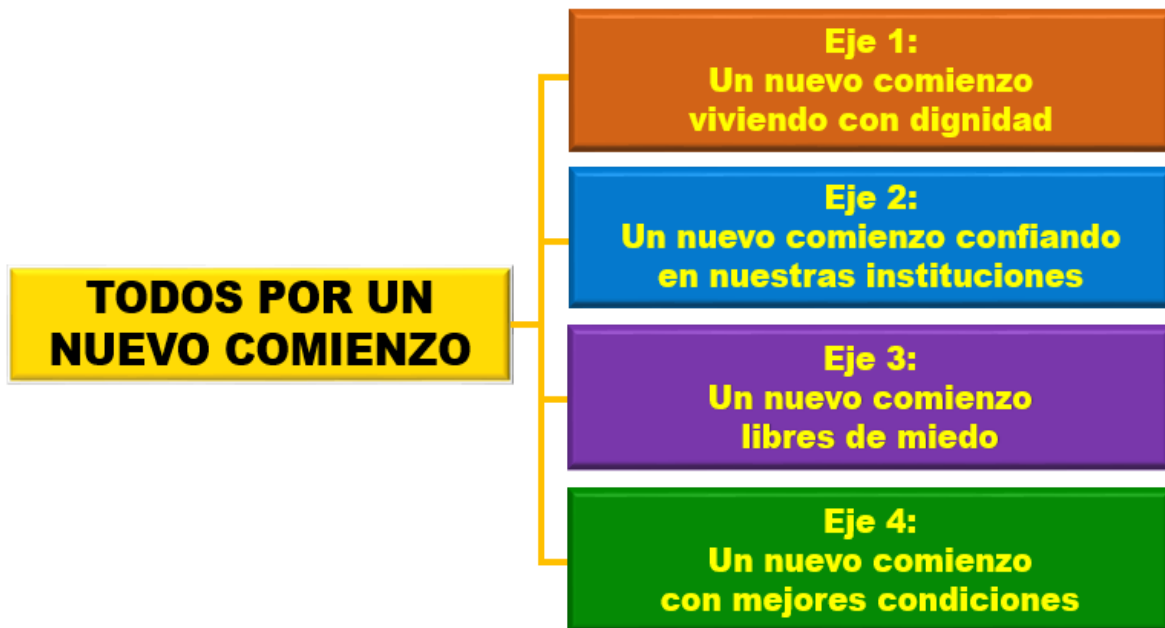 TODOS POR UN
NUEVO COMIENZO
Eje 1:
Un nuevo comienzo
viviendo con dignidad
Eje 2:
Un nuevo comienzo confiando
en nuestras instituciones
Eje 3:
Un nuevo comienzo
libres de miedo
Eje 4:
Un nuevo comienzo
con mejores condiciones